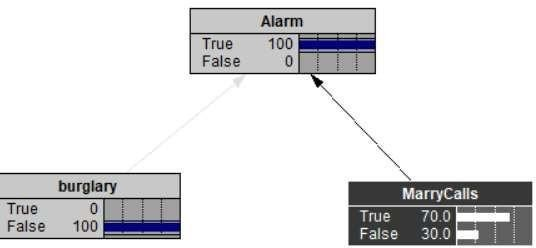 Alarm
True 100
False 0
burglary
True 0
False 100
MarryCalls
True 70.0
False 30.0